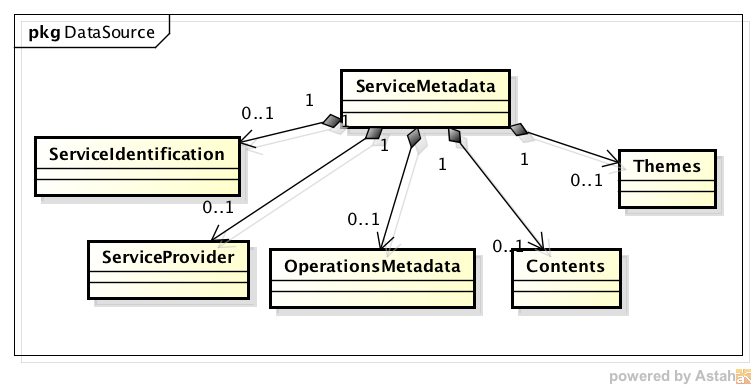 pkg DataSource
ServiceMetadata
1
0..1
1
ServiceIdentification
1
1
1
Themes
0..1
0..1
0..1
0..1
ServiceProvider
OperationsMetadata
Contents
powered by Astah